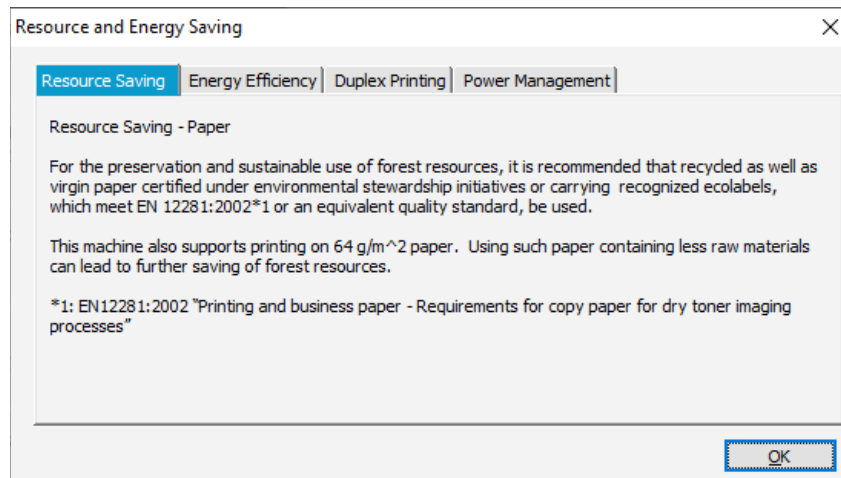 Resource and Energy Saving
Resource Saving Energy Efficiency Duplex Printing Power Management
Resource Saving - Paper
For the preservation and sustainable use of forest resources, it is recommended that recycled as well as
virgin paper certified under environmental stewardship initiatives or carrying  recognized ecolabels,
which meet EN 12281:2002*1 or an equivalent quality standard, be used.
This machine also supports printing on 64 g/m^2 paper.  Using such paper containing less raw materials
can lead to further saving of forest resources.
*1: EN12281:2002 “Printing and business paper - Requirements for copy paper for dry toner imaging
processes”
OK